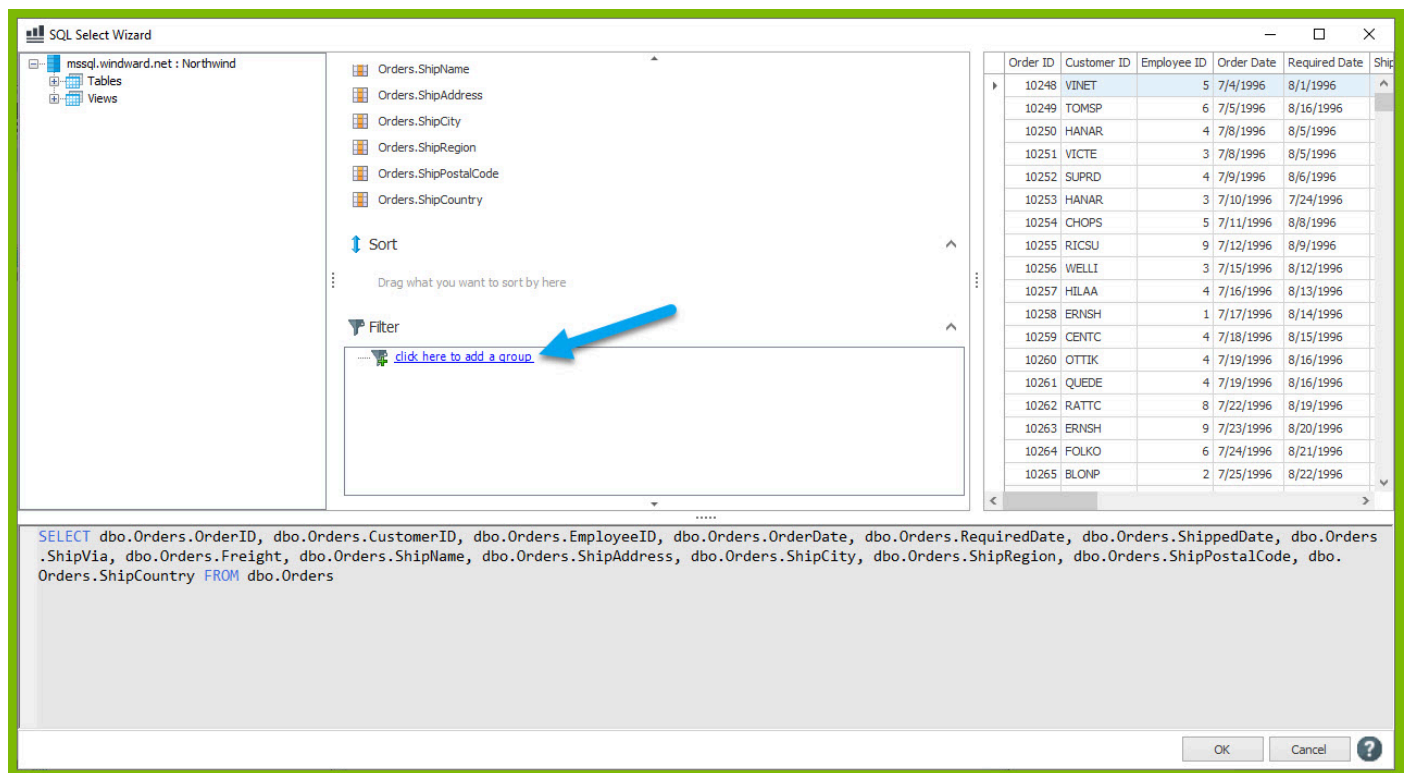 SQL Select Wizard
mssql.windward.net : Northwind
Tables
Views
Orders.ShipName
Orders.ShipAddress
Orders.ShipCity
Orders.ShipRegion
Orders.ShipPostalCode
Orders.ShipCountry
Sort
Drag what you want to sort by here
Filter
click here to add a group
Order ID Customer ID Employee ID Order Date Required Date Ship
10248 VINET 5 7/4/1996 8/1/1996
10249 TOMSP 6 7/5/1996 8/16/1996
10250 HANAR 4 7/8/1996 8/5/1996
10251 VICTE 3 7/8/1996 8/5/1996
10252 SUPRD 4 7/9/1996 8/6/1996
10253 HANAR 3 7/10/1996 7/24/1996
10254 CHOPS 5 7/11/1996 8/8/1996
10255 RICSU 9 7/12/1996 8/9/1996
10256 WELLI 3 7/15/1996 8/12/1996
10257 HILAA 4 7/16/1996 8/13/1996
10258 ERNSH 1 7/17/1996 8/14/1996
10259 CENTC 4 7/18/1996 8/15/1996
10260 OTTIK 4 7/19/1996 8/16/1996
10261 QUEDE 4 7/19/1996 8/16/1996
10262 RATTC 8 7/22/1996 8/19/1996
10263 ERNSH 9 7/23/1996 8/20/1996
10264 FOLKO 6 7/24/1996 8/21/1996
10265 BLONP 2 7/25/1996 8/22/1996
SELECT dbo.Orders.OrderID, dbo.Orders.CustomerID, dbo.Orders.EmployeeID, dbo.Orders.OrderDate, dbo.Orders.RequiredDate, dbo.Orders.ShippedDate, dbo.Orders
.ShipVia, dbo.Orders.Freight, dbo.Orders.ShipName, dbo.Orders.ShipAddress, dbo.Orders.ShipCity, dbo.Orders.ShipRegion, dbo.Orders.ShipPostalCode, dbo.
Orders.ShipCountry FROM dbo.Orders
OK Cancel ?